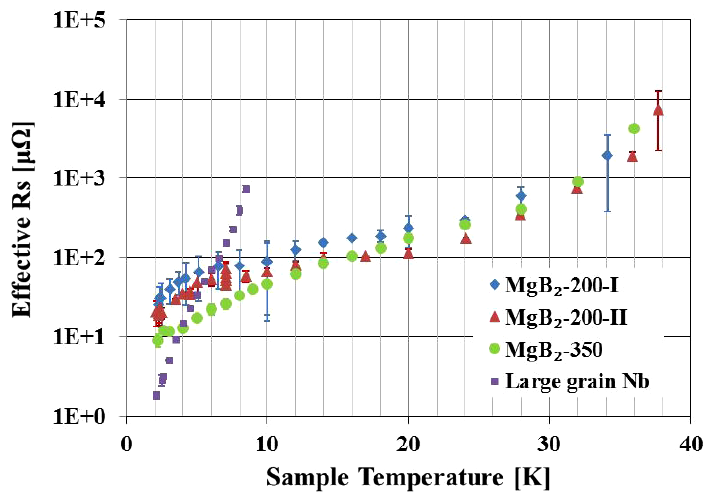 1E+5
1E+4
1E+3
1E+2
1E+1
1E+0
Effective Rs [μΩ]
MgB₂-200-I
MgB₂-200-II
MgB₂-350
Large grain Nb
0 10 20 30 40
Sample Temperature [K]